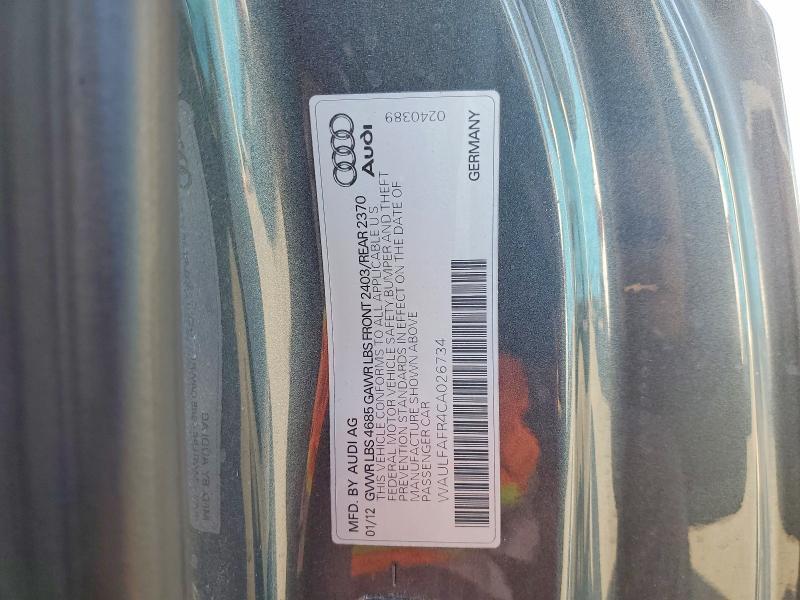 MFD. BY AUDI AG
01/12 GVWR LBS 4685 GAWR LBS FRONT 2403/REAR 2370
THIS VEHICLE CONFORMS TO ALL APPLICABLE U.S.
FEDERAL MOTOR VEHICLE SAFETY, BUMPER AND THEFT
PREVENTION STANDARDS IN EFFECT ON THE DATE OF
MANUFACTURE SHOWN ABOVE
PASSENGER CAR
WAULFAFR4CA026734
Audi
0240389
GERMANY